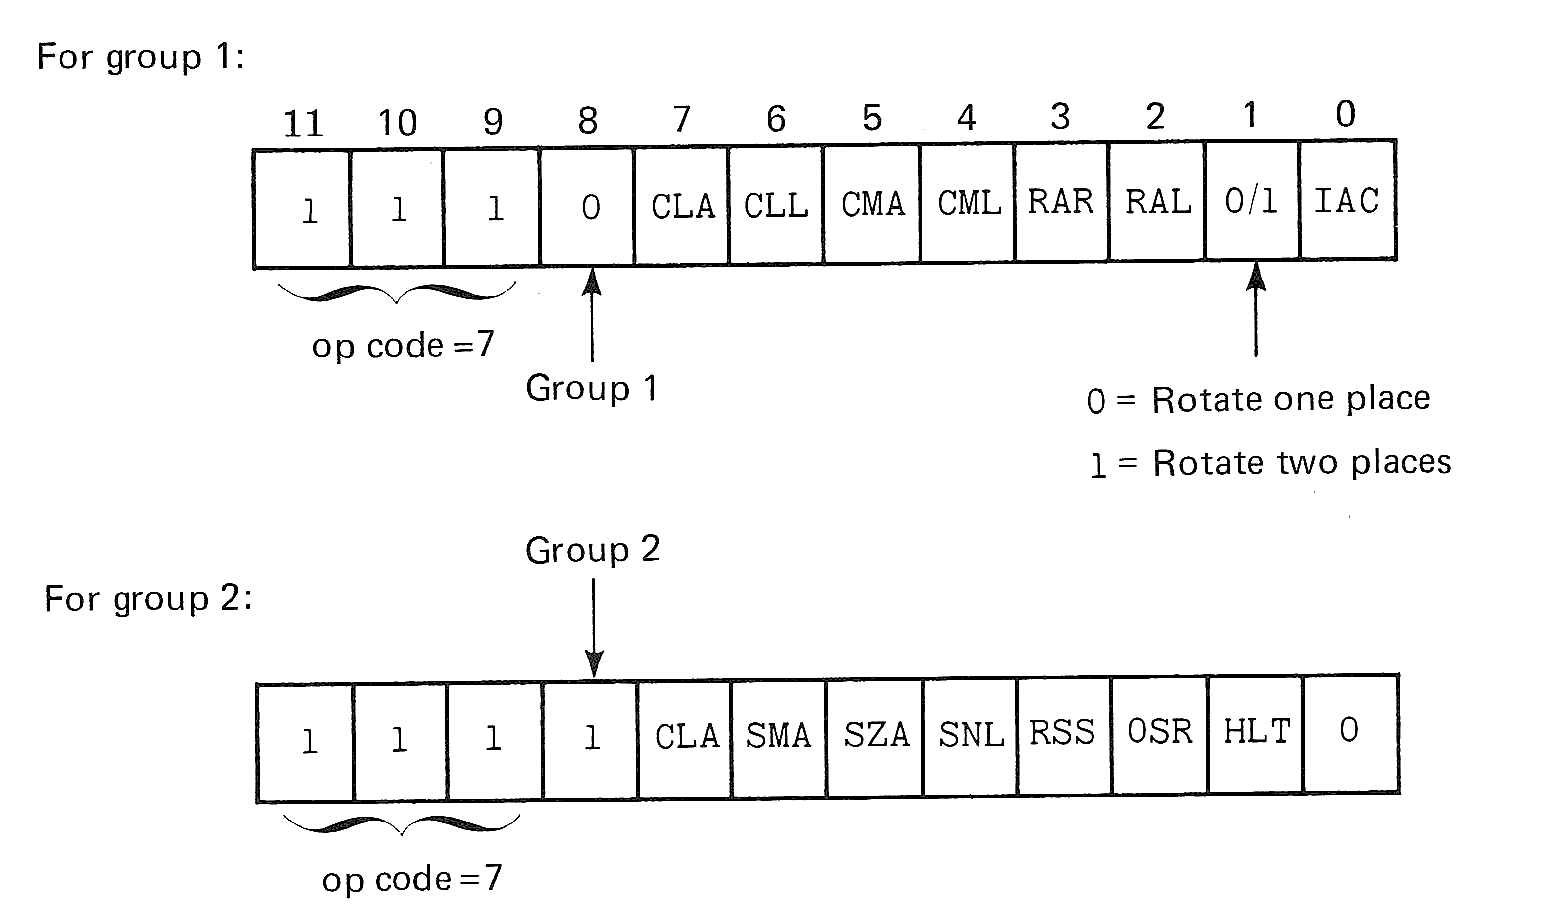 For group 1:
11 10 9 8 7 6 5 4 3 2 1 0
1 1 1 0 CLA CLL CMA CML RAR RAL 0/1 IAC
op code =7
Group 1
0 = Rotate one place
1 = Rotate two places
Group 2
For group 2:
1 1 1 1 CLA SMA SZA SNL RSS OSR HLT 0
op code =7